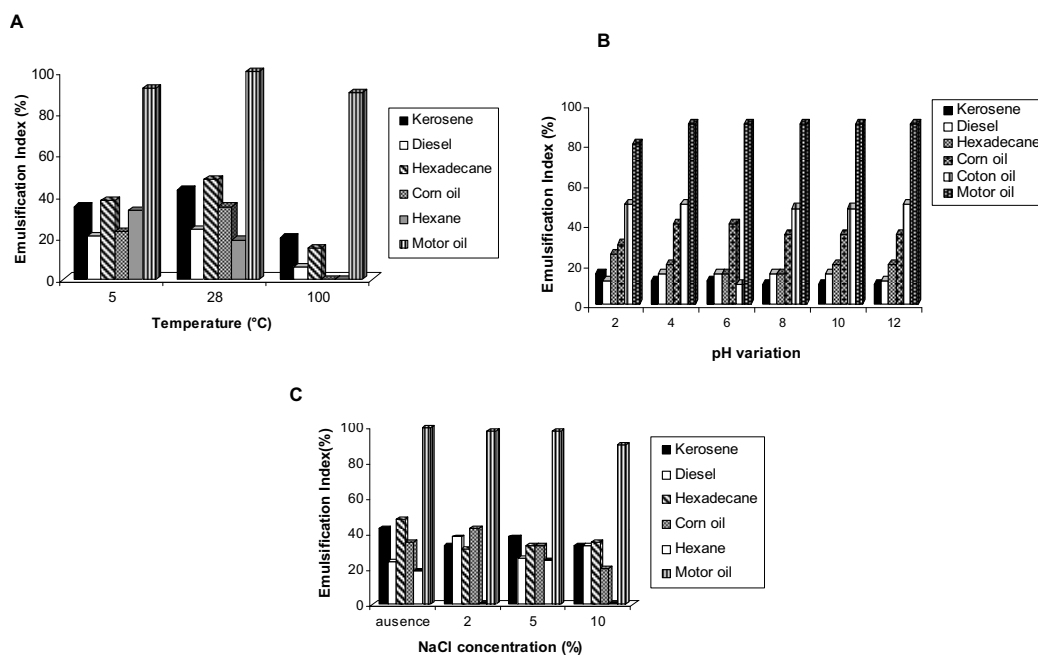 A
Emulsification Index (%)
100
80
60
40
20
0
5 28 100
Temperature (°C)
Kerosene
Diesel
Hexadecane
Corn oil
Hexane
Motor oil
B
Emulsification Index (%)
100
80
60
40
20
0
2 4 6 8 10 12
pH variation
Kerosene
Diesel
Hexadecane
Corn oil
Coton oil
Motor oil
C
Emulsification Index(%)
100
80
60
40
20
0
ausence 2 5 10
NaCl concentration (%)
Kerosene
Diesel
Hexadecane
Corn oil
Hexane
Motor oil